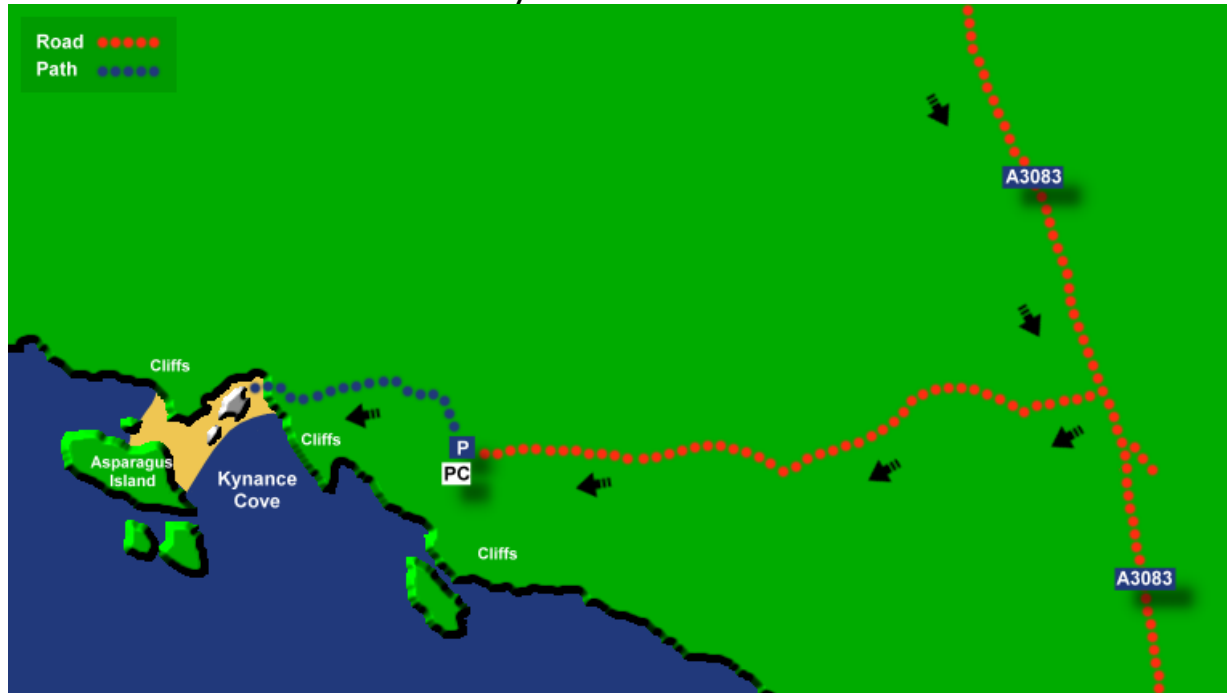 Road
Path
A3083
Cliffs
Cliffs
P
PC
Asparagus
Island
Kynance
Cove
Cliffs
A3083